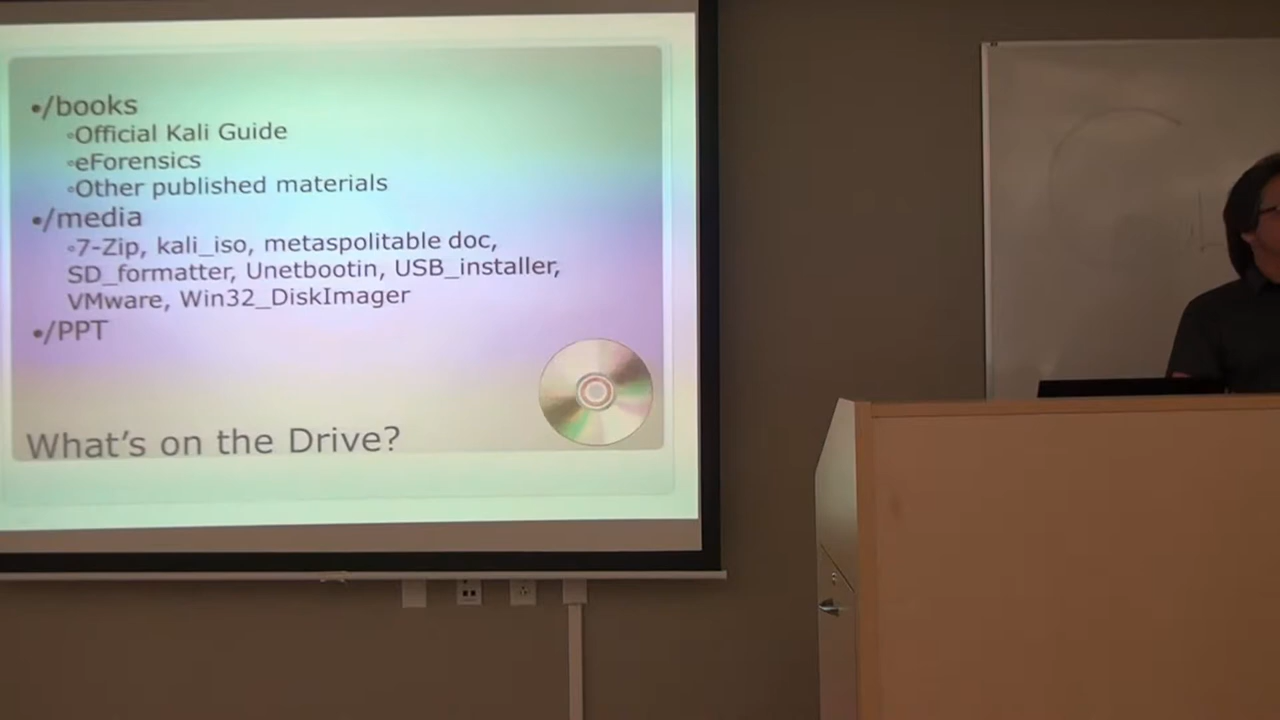 •/books
◦Official Kali Guide
◦eForensics
◦Other published materials
•/media
◦7-Zip, kali_iso, metaspolitable doc,
SD_formatter, Unetbootin, USB_installer,
VMware, Win32_DiskImager
•/PPT
What's on the Drive?